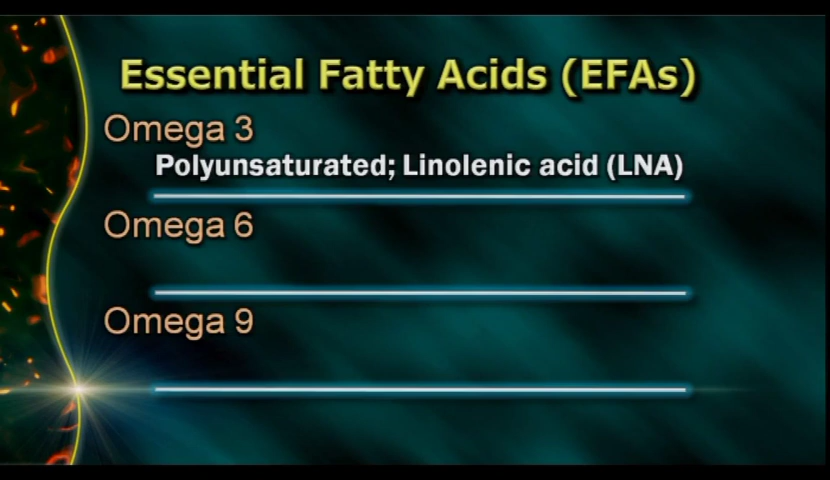 Essential Fatty Acids (EFAs)
Omega 3
Polyunsaturated; Linolenic acid (LNA)
Omega 6
Omega 9